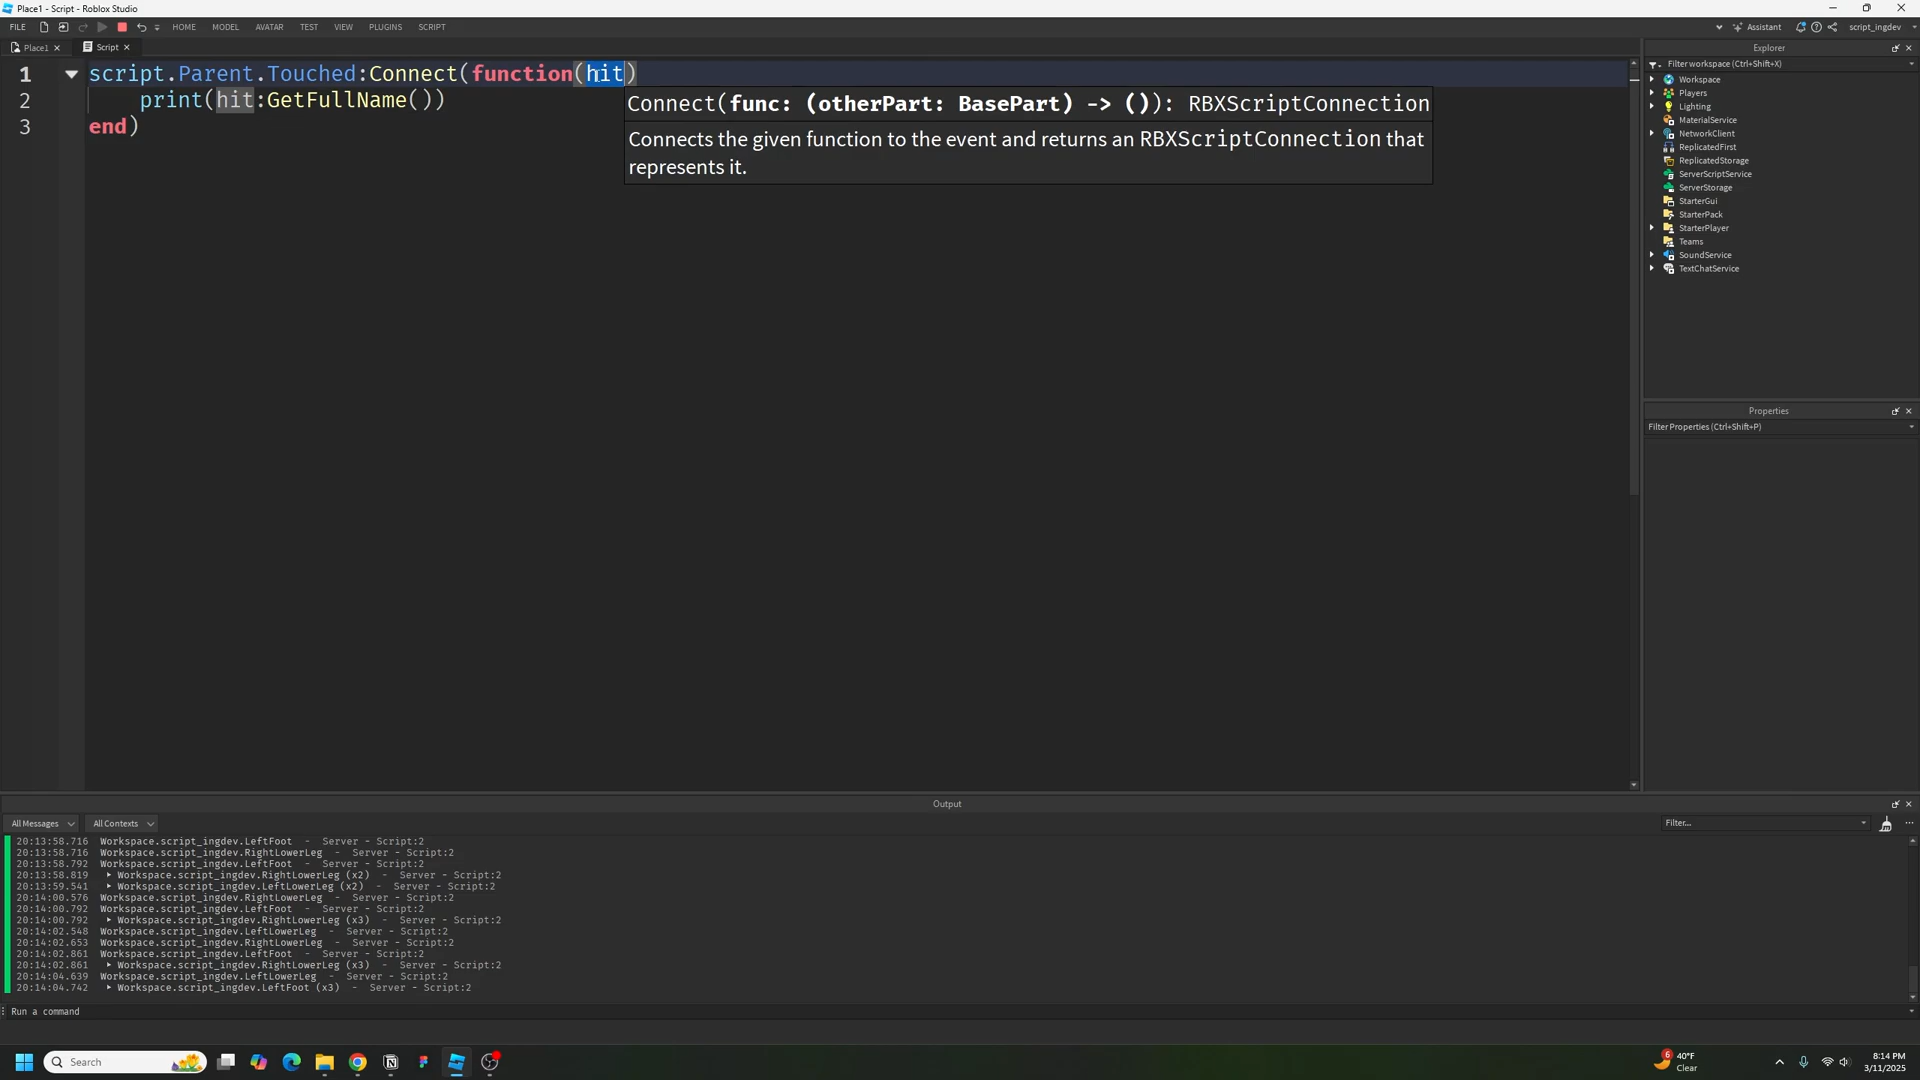 Place1 - Script - Roblox Studio
FILE HOME MODEL AVATAR TEST VIEW PLUGINS SCRIPT Assistant script_ingdev
Place1 Script
1 script.Parent.Touched:Connect(function(hit)
2 print(hit:GetFullName())
3 end)
Connect(func: (otherPart: BasePart) -> ()): RBXScriptConnection
Connects the given function to the event and returns an RBXScriptConnection that
represents it.
Explorer
Filter workspace (Ctrl+Shift+X)
Workspace
Players
Lighting
MaterialService
NetworkClient
ReplicatedFirst
ReplicatedStorage
ServerScriptService
ServerStorage
StarterGui
StarterPack
StarterPlayer
Teams
SoundService
TextChatService
Properties
Filter Properties (Ctrl+Shift+P)
Output
All Messages All Contexts Filter...
20:13:58.716 Workspace.script_ingdev.LeftFoot - Server - Script:2
20:13:58.716 Workspace.script_ingdev.RightLowerLeg - Server - Script:2
20:13:58.792 Workspace.script_ingdev.LeftFoot - Server - Script:2
20:13:58.819 Workspace.script_ingdev.RightLowerLeg (x2) - Server - Script:2
20:13:59.541 Workspace.script_ingdev.LeftLowerLeg (x2) - Server - Script:2
20:14:00.576 Workspace.script_ingdev.RightLowerLeg - Server - Script:2
20:14:00.792 Workspace.script_ingdev.LeftFoot - Server - Script:2
20:14:00.792 Workspace.script_ingdev.RightLowerLeg (x3) - Server - Script:2
20:14:02.548 Workspace.script_ingdev.LeftLowerLeg - Server - Script:2
20:14:02.653 Workspace.script_ingdev.RightLowerLeg - Server - Script:2
20:14:02.861 Workspace.script_ingdev.LeftFoot - Server - Script:2
20:14:02.861 Workspace.script_ingdev.RightLowerLeg (x3) - Server - Script:2
20:14:04.639 Workspace.script_ingdev.LeftLowerLeg - Server - Script:2
20:14:04.742 Workspace.script_ingdev.LeftFoot (x3) - Server - Script:2
Run a command
Search
6 40°F
Clear
8:14 PM
3/11/2025